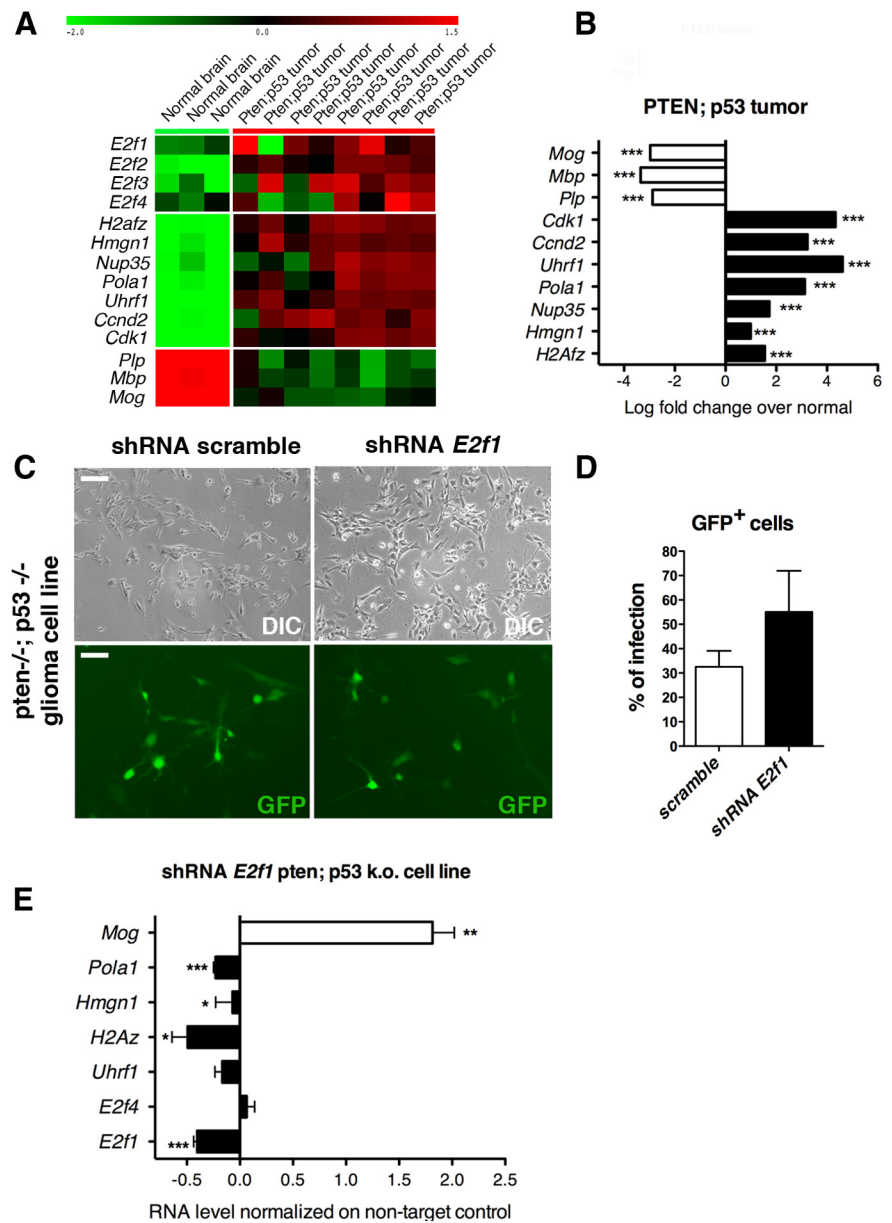 A
-2.0 0.0 1.5
Normal brain
Normal brain
Normal brain
Pten;p53 tumor
Pten;p53 tumor
Pten;p53 tumor
Pten;p53 tumor
Pten;p53 tumor
Pten;p53 tumor
Pten;p53 tumor
Pten;p53 tumor
E2f1
E2f2
E2f3
E2f4
H2afz
Hmgn1
Nup35
Pola1
Uhrf1
Ccnd2
Cdk1
Plp
Mbp
Mog
B
PTEN; p53 tumor
Mog ***
Mbp ***
Plp ***
Cdk1 ***
Ccnd2 ***
Uhrf1 ***
Pola1 ***
Nup35 ***
Hmgn1 ***
H2Afz ***
-4 -2 0 2 4 6
Log fold change over normal
C
shRNA scramble shRNA E2f1
pten-/-; p53 -/-
glioma cell line
DIC DIC
GFP GFP
D
GFP+ cells
% of infection
80
70
60
50
40
30
20
10
0
scramble
shRNA E2f1
E
shRNA E2f1 pten; p53 k.o. cell line
Mog **
Pola1 ***
Hmgn1 *
H2Az *
Uhrf1
E2f4
E2f1 ***
-0.5 0.0 0.5 1.0 1.5 2.0 2.5
RNA level normalized on non-target control